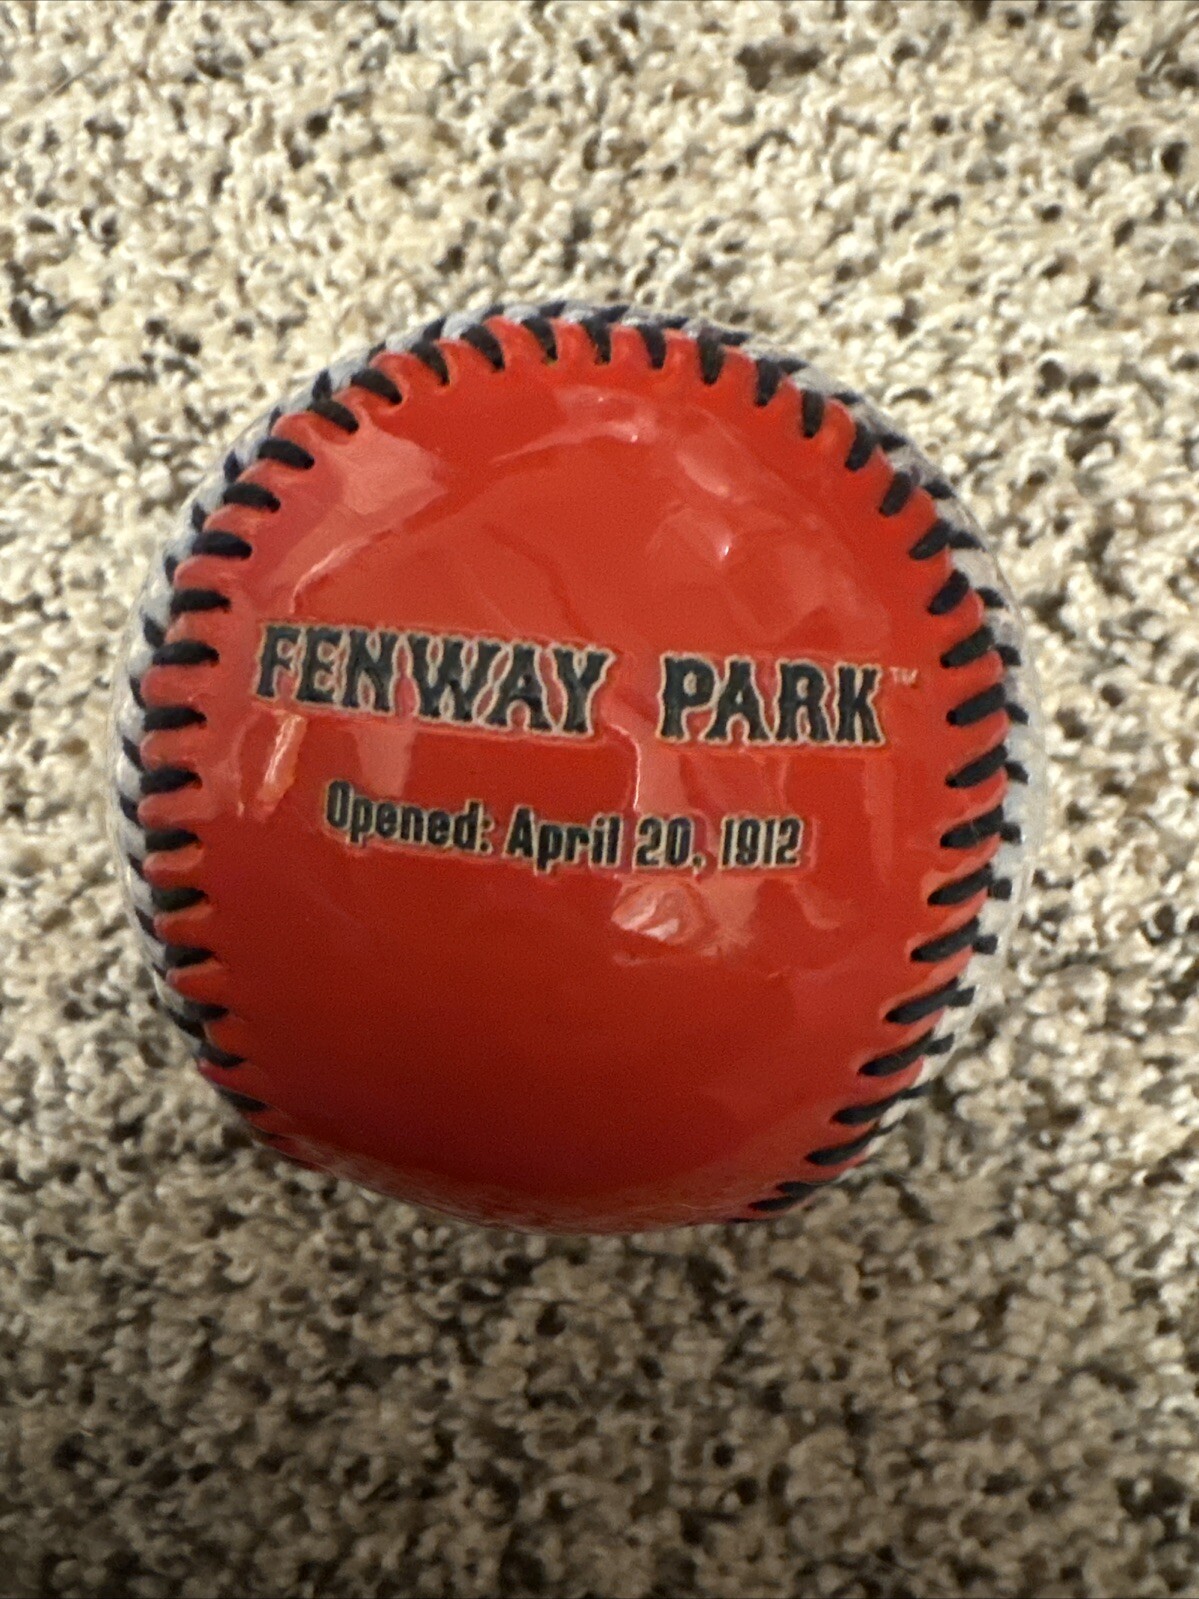 FENWAY PARK™
Opened: April 20, 1912